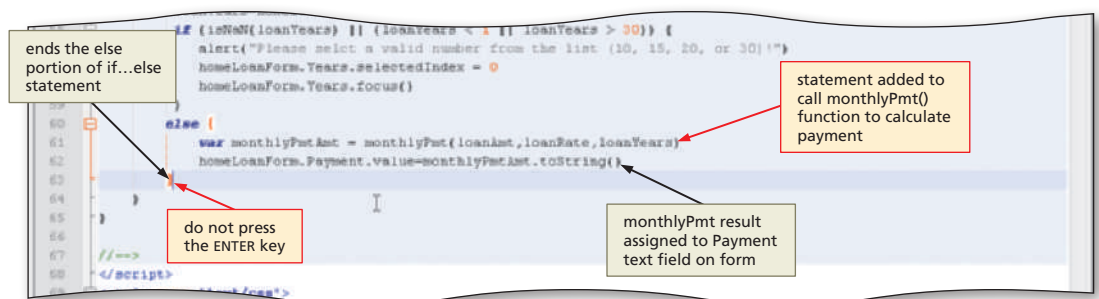 if (isNaN(loanYears) || (loanYears < 1 || loanYears > 30)) {
alert("Please selct a valid number from the list (10, 15, 20, or 30)!")
homeLoanForm.Years.selectedIndex = 0
homeLoanForm.Years.focus()
59 }
60 else {
61 var monthlyPmtAmt = monthlyPmt(loanAmt,loanRate,loanYears)
62 homeLoanForm.Payment.value=monthlyPmtAmt.toString()
63 }
64 }
65 }
66
67 //-->
68 </script>
ends the else
portion of if…else
statement
statement added to
call monthlyPmt()
function to calculate
payment
do not press
the ENTER key
monthlyPmt result
assigned to Payment
text field on form